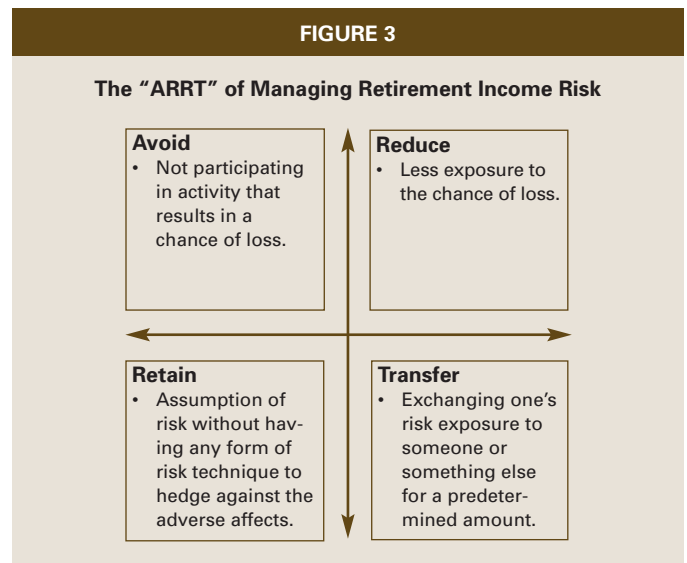 FIGURE 3
The “ARRT” of Managing Retirement Income Risk
Avoid
• Not participating
in activity that
results in a
chance of loss.
Reduce
• Less exposure to
the chance of loss.
Retain
• Assumption of
risk without hav-
ing any form of
risk technique to
hedge against the
adverse affects.
Transfer
• Exchanging one’s
risk exposure to
someone or
something else
for a predeter-
mined amount.